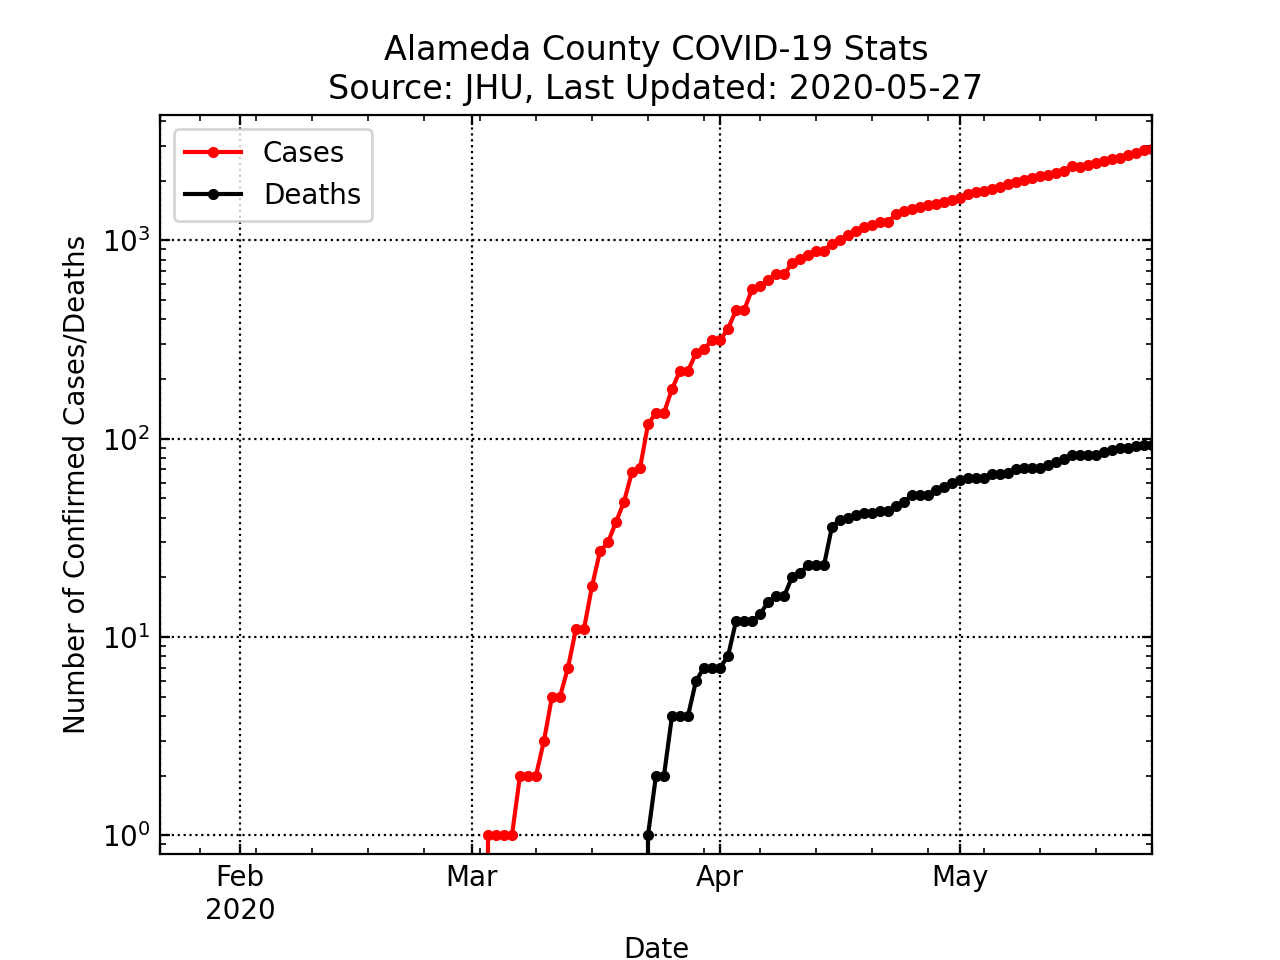 Alameda County COVID-19 Stats
Source: JHU, Last Updated: 2020-05-27
Cases
Deaths
Number of Confirmed Cases/Deaths
10³
10²
10¹
10⁰
Feb Mar Apr May
2020
Date